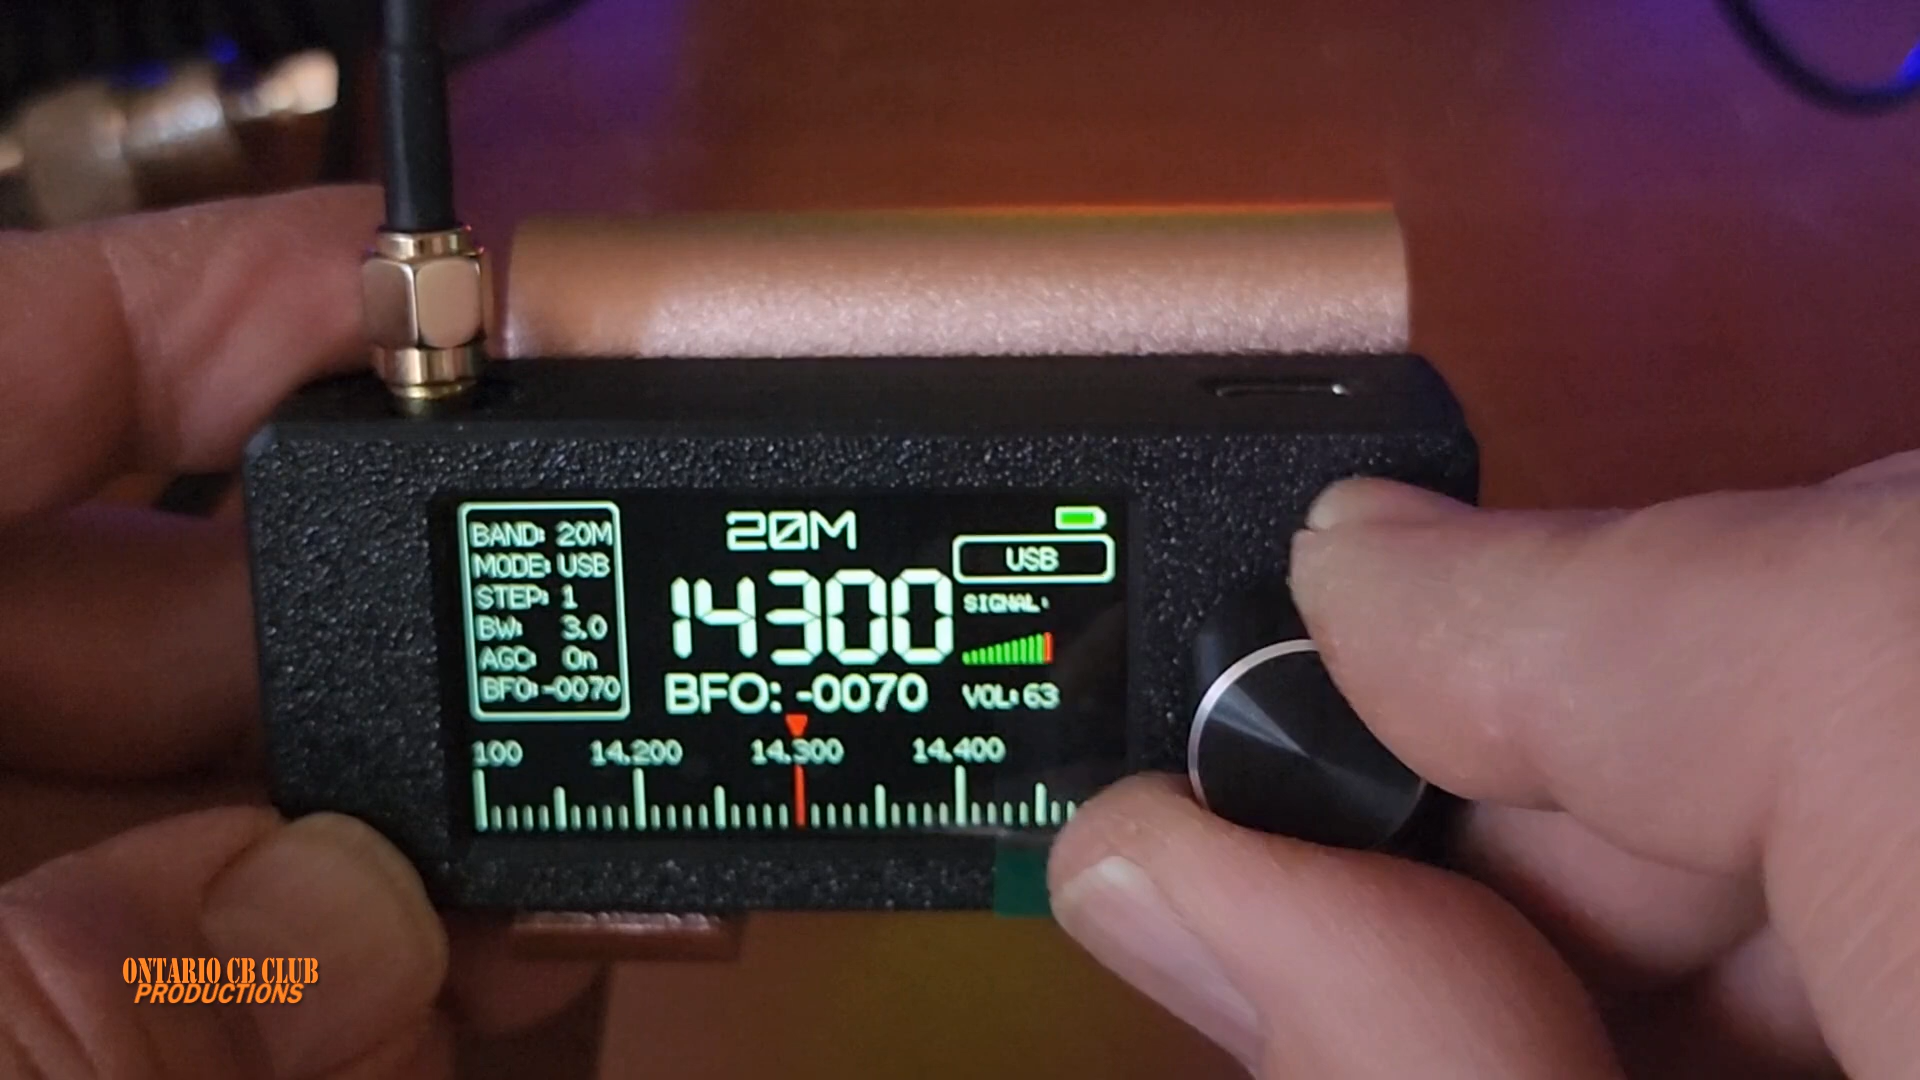 BAND: 20M
MODE: USB
STEP: 1
BW: 3.0
AGC: On
BFO: -0070
20M
14300
BFO: -0070
USB
SIGNAL:
VOL: 63
100 14.200 14.300 14.400
ONTARIO CB CLUB
PRODUCTIONS